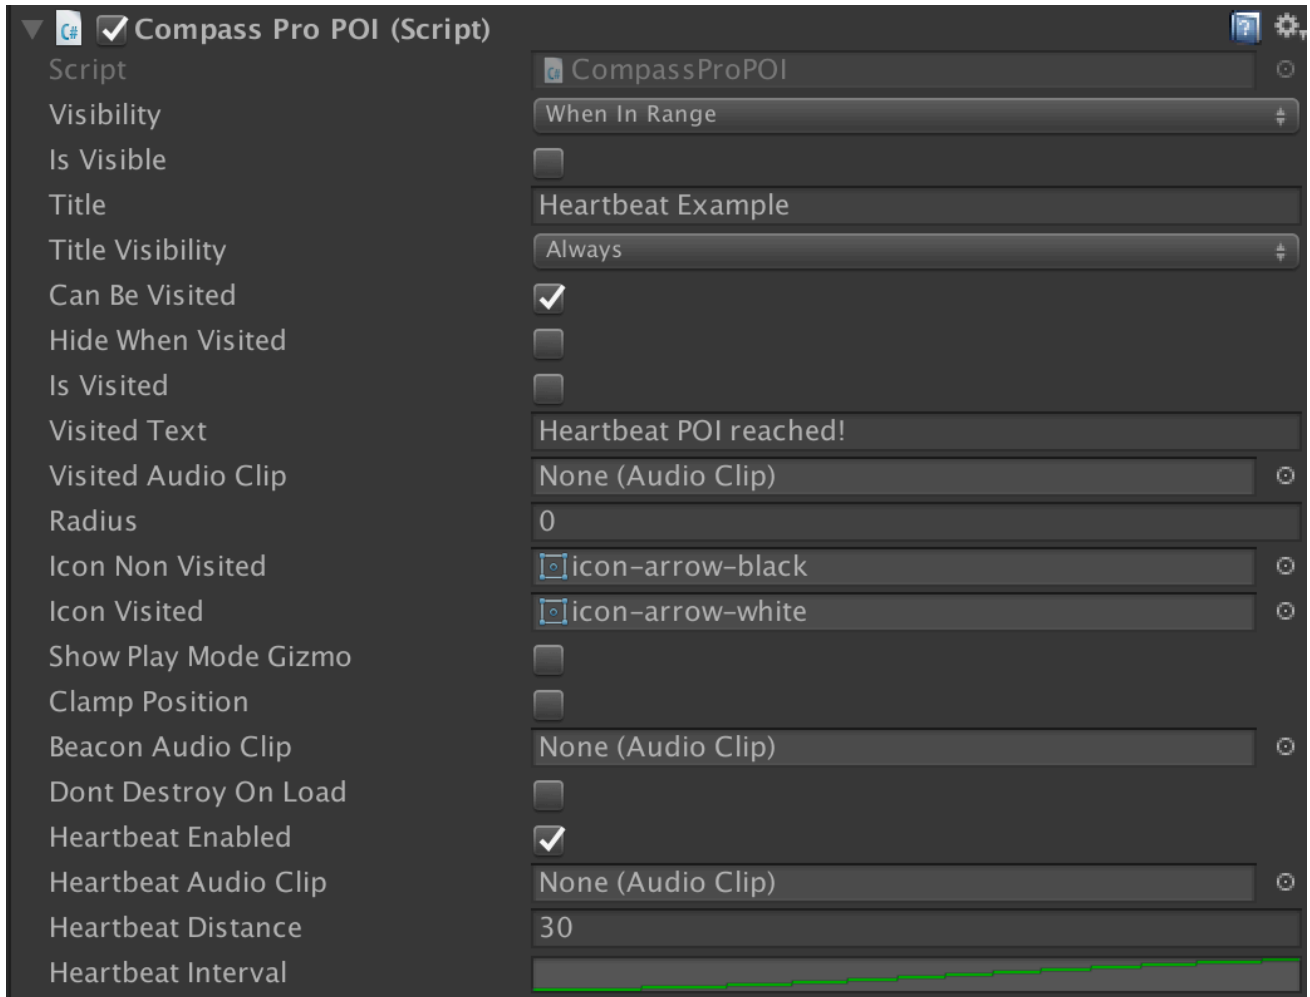 Compass Pro POI (Script)
Script CompassProPOI
Visibility When In Range
Is Visible
Title Heartbeat Example
Title Visibility Always
Can Be Visited
Hide When Visited
Is Visited
Visited Text Heartbeat POI reached!
Visited Audio Clip None (Audio Clip)
Radius 0
Icon Non Visited icon-arrow-black
Icon Visited icon-arrow-white
Show Play Mode Gizmo
Clamp Position
Beacon Audio Clip None (Audio Clip)
Dont Destroy On Load
Heartbeat Enabled
Heartbeat Audio Clip None (Audio Clip)
Heartbeat Distance 30
Heartbeat Interval